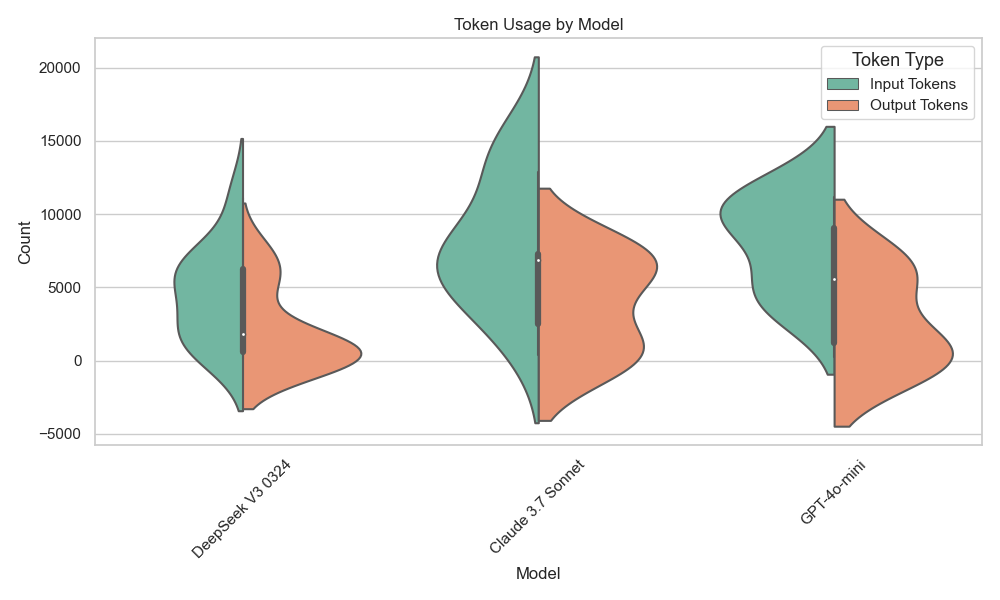 Token Usage by Model
Token Type
Input Tokens
Output Tokens
Count
20000
15000
10000
5000
0
−5000
DeepSeek V3 0324
Claude 3.7 Sonnet
GPT-4o-mini
Model